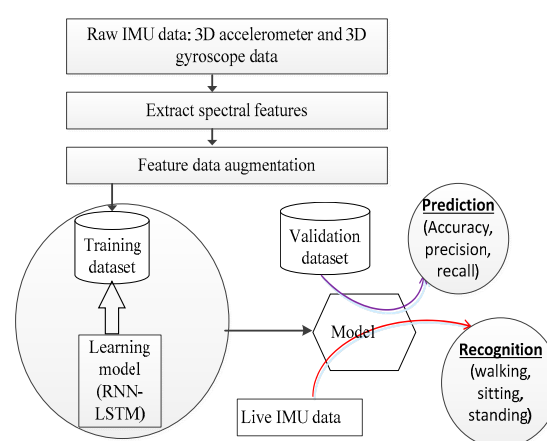 Raw IMU data: 3D accelerometer and 3D
gyroscope data
Extract spectral features
Feature data augmentation
Training
dataset
Learning
model
(RNN-
LSTM)
Validation
dataset
Model
Live IMU data
Prediction
(Accuracy,
precision,
recall)
Recognition
(walking,
sitting,
standing)